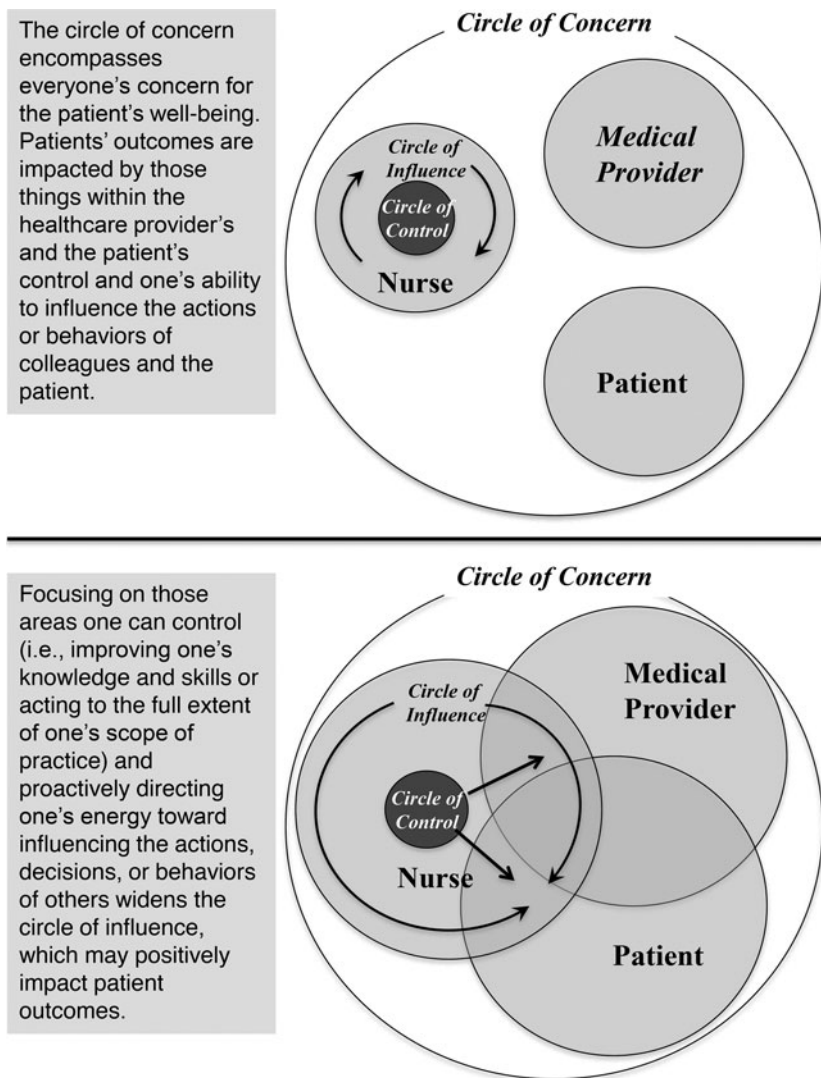 The circle of concern
encompasses
everyone's concern for
the patient's well-being.
Patients' outcomes are
impacted by those
things within the
healthcare provider's
and the patient's
control and one's ability
to influence the actions
or behaviors of
colleagues and the
patient.
Circle of Concern
Circle of
Influence
Circle of
Control
Nurse
Medical
Provider
Patient
Focusing on those
areas one can control
(i.e., improving one's
knowledge and skills or
acting to the full extent
of one's scope of
practice) and
proactively directing
one's energy toward
influencing the actions,
decisions, or behaviors
of others widens the
circle of influence,
which may positively
impact patient
outcomes.
Circle of Concern
Circle of
Influence
Circle of
Control
Nurse
Medical
Provider
Patient